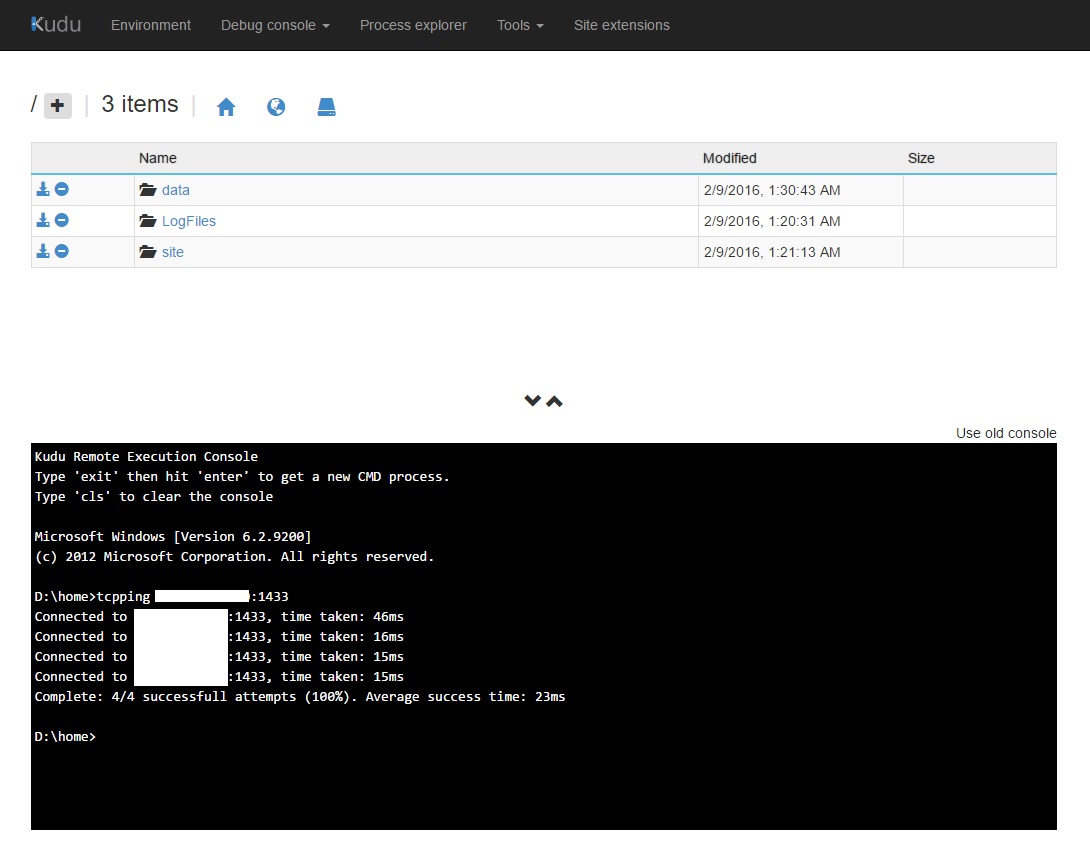 Kudu Environment Debug console Process explorer Tools Site extensions
/ + | 3 items |
Name Modified Size
data 2/9/2016, 1:30:43 AM
LogFiles 2/9/2016, 1:20:31 AM
site 2/9/2016, 1:21:13 AM
Use old console
Kudu Remote Execution Console
Type 'exit' then hit 'enter' to get a new CMD process.
Type 'cls' to clear the console
Microsoft Windows [Version 6.2.9200]
(c) 2012 Microsoft Corporation. All rights reserved.
D:\home>tcpping :1433
Connected to :1433, time taken: 46ms
Connected to :1433, time taken: 16ms
Connected to :1433, time taken: 15ms
Connected to :1433, time taken: 15ms
Complete: 4/4 successfull attempts (100%). Average success time: 23ms
D:\home>